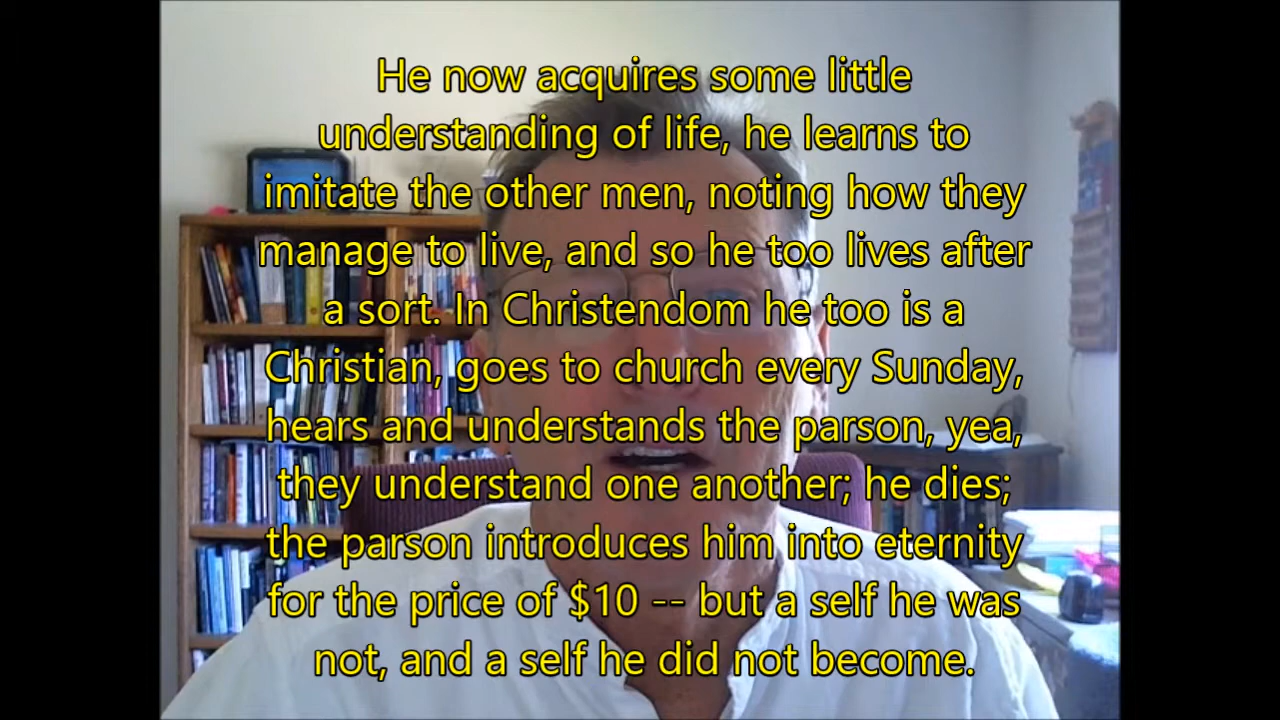 He now acquires some little
understanding of life, he learns to
imitate the other men, noting how they
manage to live, and so he too lives after
a sort. In Christendom he too is a
Christian, goes to church every Sunday,
hears and understands the parson, yea,
they understand one another; he dies;
the parson introduces him into eternity
for the price of $10 -- but a self he was
not, and a self he did not become.